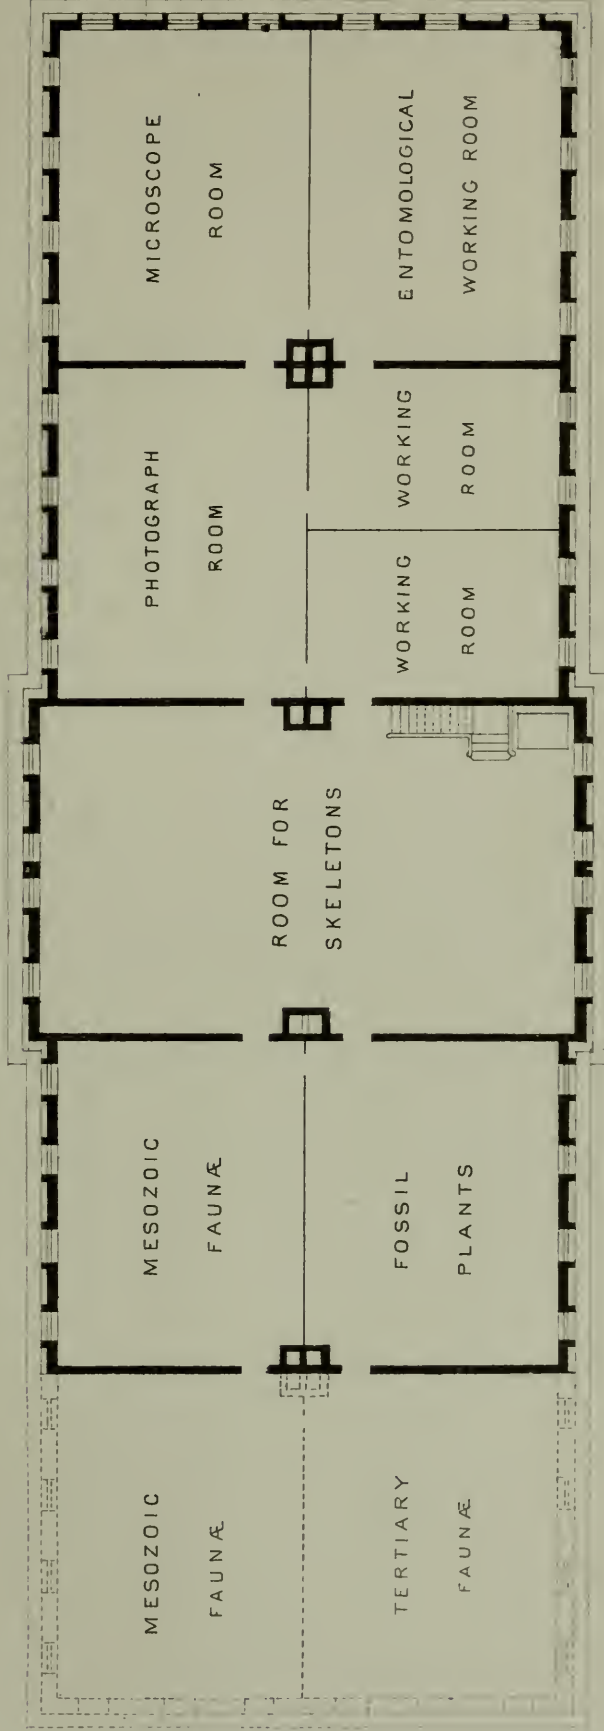 MICROSCOPE
ROOM
ENTOMOLOGICAL
WORKING ROOM
PHOTOGRAPH
ROOM
WORKING
ROOM
WORKING
ROOM
ROOM FOR
SKELETONS
MESOZOIC
FAUNÆ
FOSSIL
PLANTS
MESOZOIC
FAUNÆ
TERTIARY
FAUNÆ